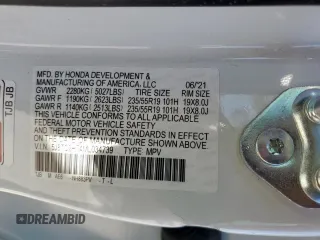 MFD. BY HONDA DEVELOPMENT &
MANUFACTURING OF AMERICA, LLC 06/21
GVWR 2280KG ( 5027LBS) TIRE SIZE RIM SIZE
GAWR F 1190KG ( 2623LBS) 235/55R19 101H 19X8.0J
GAWR R 1140KG ( 2513LBS) 235/55R19 101H 19X8.0J
THIS VEHICLE CONFORMS TO ALL APPLICABLE
FEDERAL MOTOR VEHICLE SAFETY
AND THEFT PREVENTION STANDARDS IN EFFECT
ON THE DATE OF MANUFACTURE SHOWN ABOVE.
V.I.N. TYPE MPV
TJB JB
DRIVESIGHT